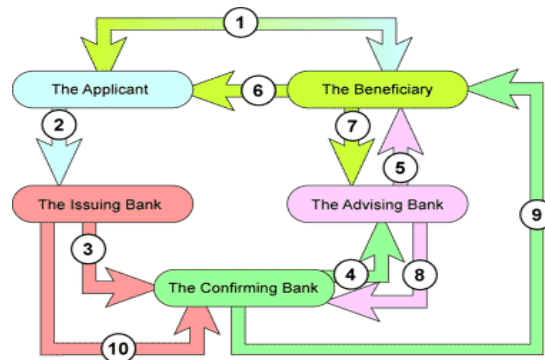 1
The Applicant
6
The Beneficiary
2
7
5
The Issuing Bank
The Advising Bank
9
3
4
8
The Confirming Bank
10